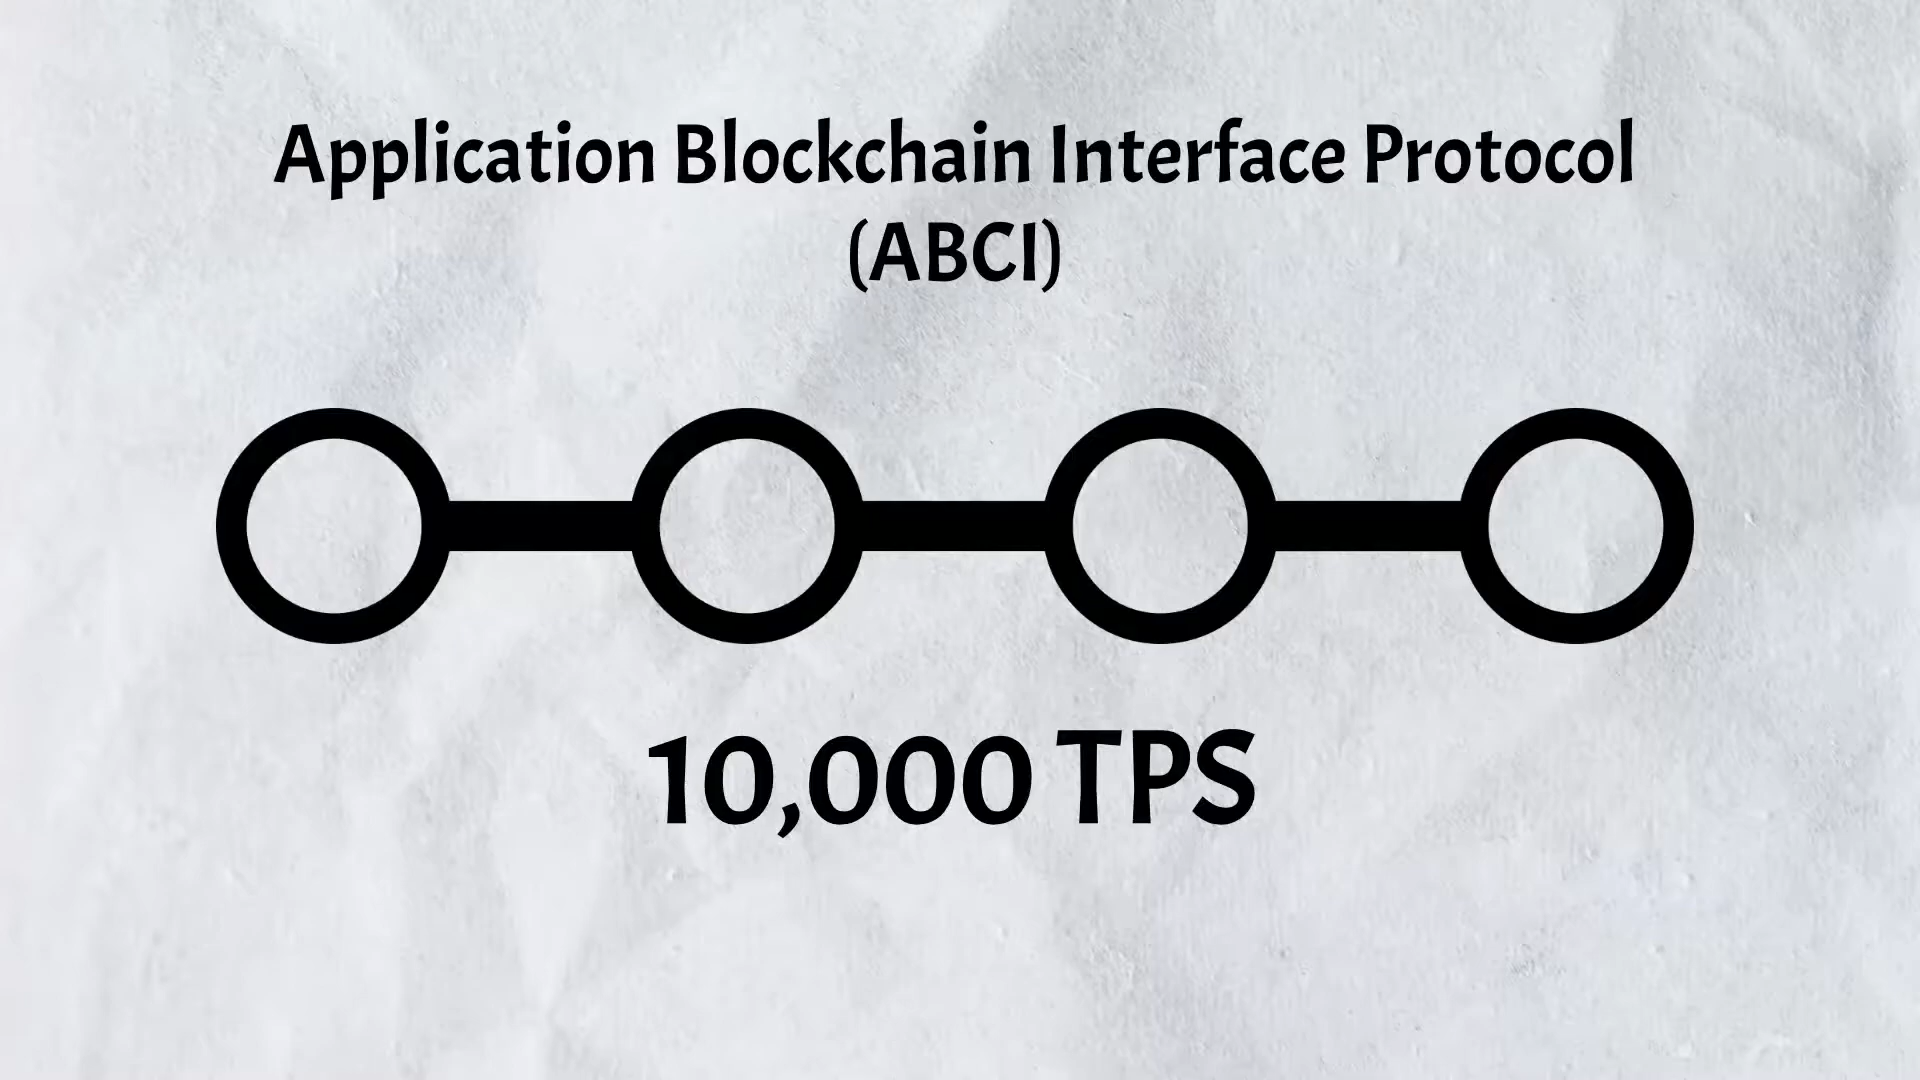 Application Blockchain Interface Protocol
(ABCI)
10,000 TPS